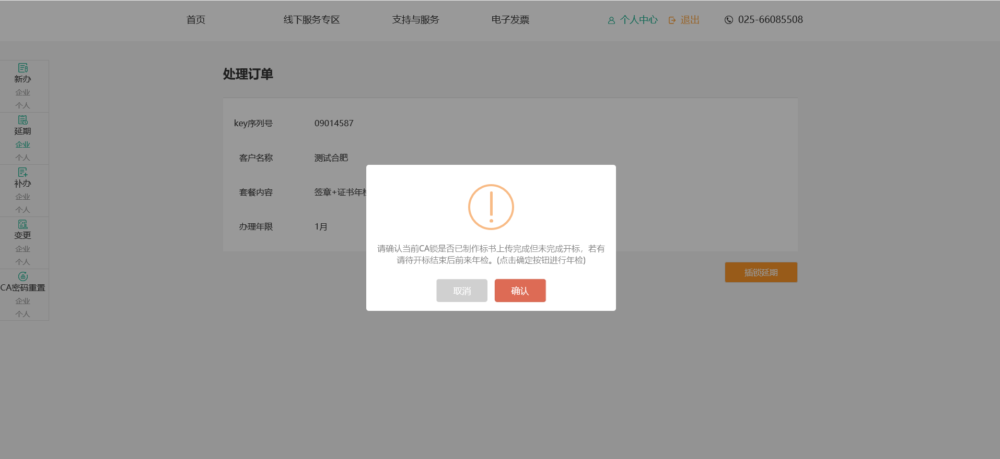 首页 线下服务专区 支持与服务 电子发票 个人中心 退出 025-66085508
新办
企业
个人
延期
企业
个人
补办
企业
个人
变更
企业
个人
CA密码重置
企业
个人
处理订单
key序列号 09014587
客户名称 测试合肥
套餐内容 签章+证书年
办理年限 1月
请确认当前CA锁是否已制作标书上传完成但未完成开标，若有
请待开标结束后前来年检。(点击确定按钮进行年检)
取消 确认
插锁延期